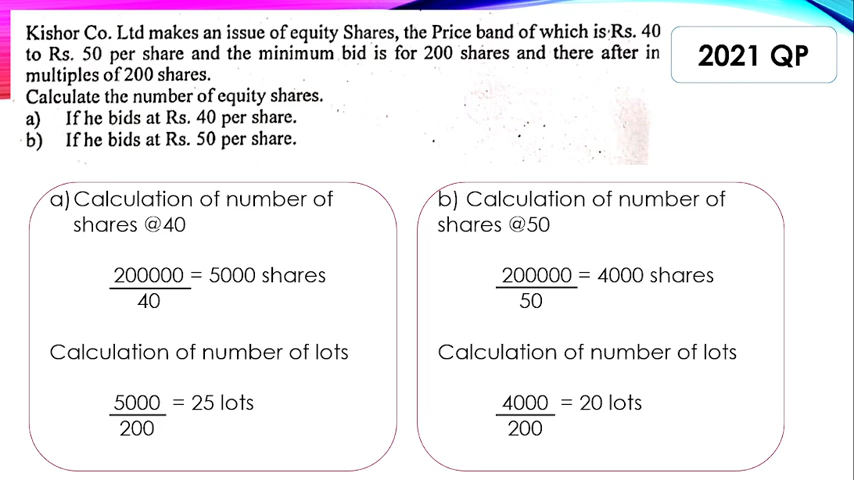 Kishor Co. Ltd makes an issue of equity Shares, the Price band of which is Rs. 40
to Rs. 50 per share and the minimum bid is for 200 shares and there after in
multiples of 200 shares.
Calculate the number of equity shares.
a) If he bids at Rs. 40 per share.
b) If he bids at Rs. 50 per share.
2021 QP
a) Calculation of number of
shares @40
200000 = 5000 shares
40
Calculation of number of lots
5000 = 25 lots
200
b) Calculation of number of
shares @50
200000 = 4000 shares
50
Calculation of number of lots
4000 = 20 lots
200